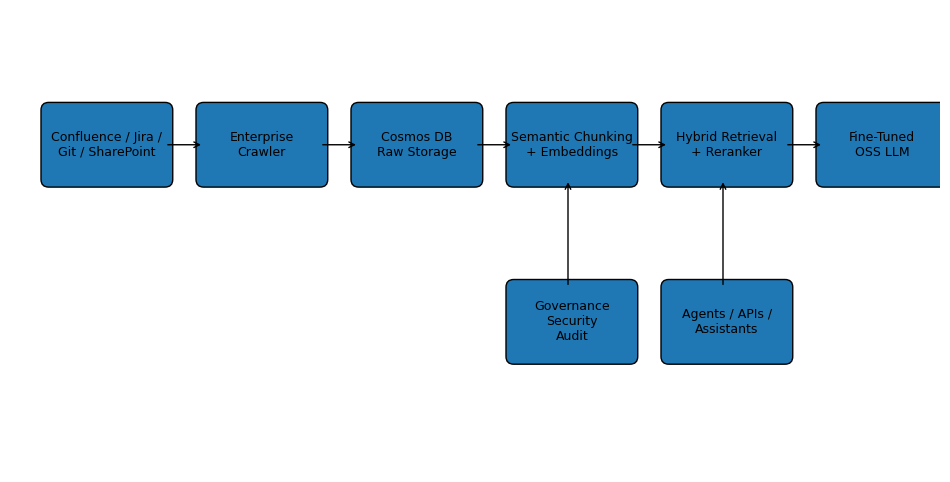 Confluence / Jira /
Git / SharePoint
Enterprise
Crawler
Cosmos DB
Raw Storage
Semantic Chunking
+ Embeddings
Hybrid Retrieval
+ Reranker
Fine-Tuned
OSS LLM
Governance
Security
Audit
Agents / APIs /
Assistants